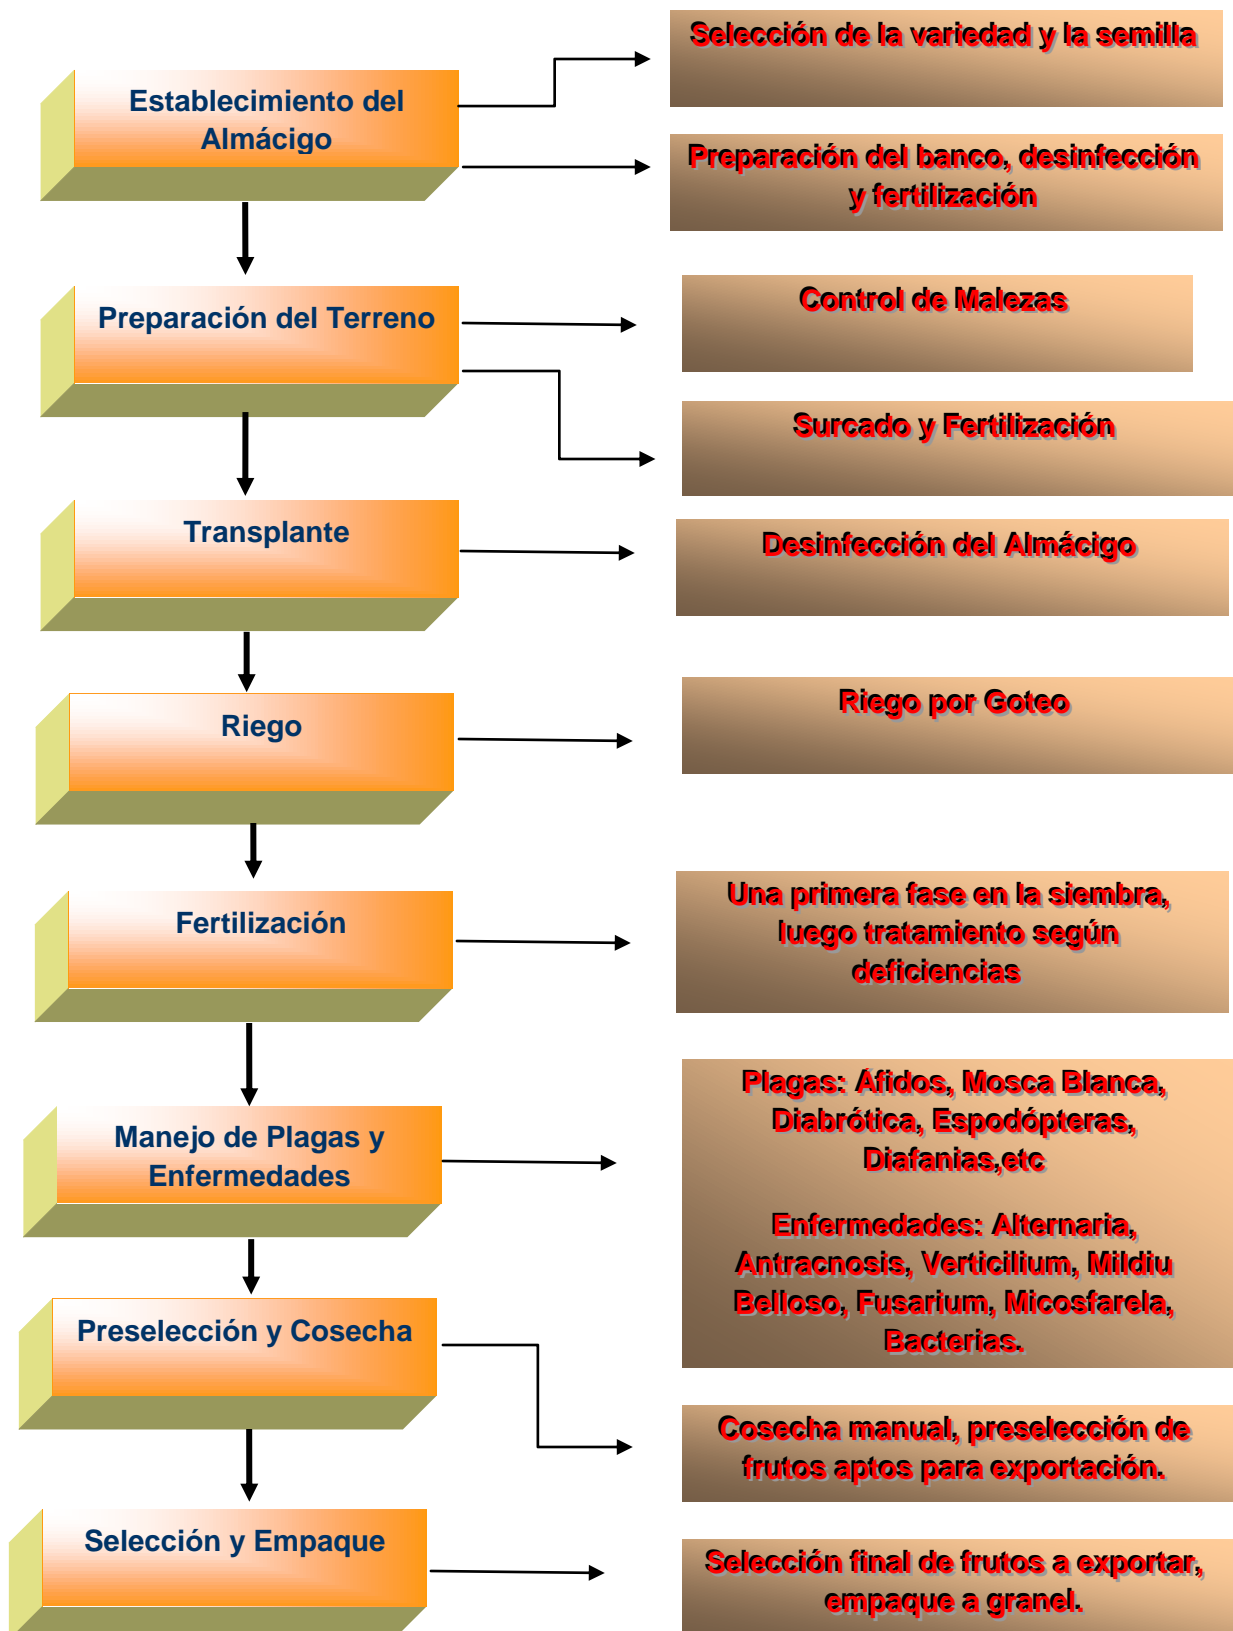 Selección de la variedad y la semilla
Establecimiento del
Almácigo
Preparación del banco, desinfección
y fertilización
Preparación del Terreno
Control de Malezas
Surcado y Fertilización
Transplante
Desinfección del Almácigo
Riego
Riego por Goteo
Fertilización
Una primera fase en la siembra,
luego tratamiento según
deficiencias
Manejo de Plagas y
Enfermedades
Plagas: Áfidos, Mosca Blanca,
Diabrótica, Espodópteras,
Diafanias,etc
Enfermedades: Alternaria,
Antracnosis, Verticilium, Mildiu
Belloso, Fusarium, Micosfarela,
Bacterias.
Preselección y Cosecha
Cosecha manual, preselección de
frutos aptos para exportación.
Selección y Empaque
Selección final de frutos a exportar,
empaque a granel.